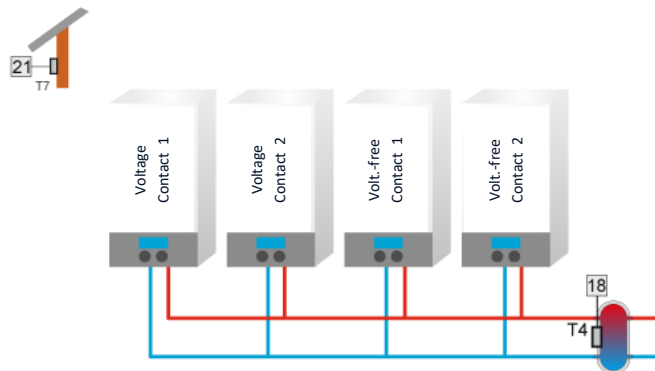 21
T7
Voltage
Contact 1
Voltage
Contact 2
Volt.-free
Contact 1
Volt.-free
Contact 2
18
T4